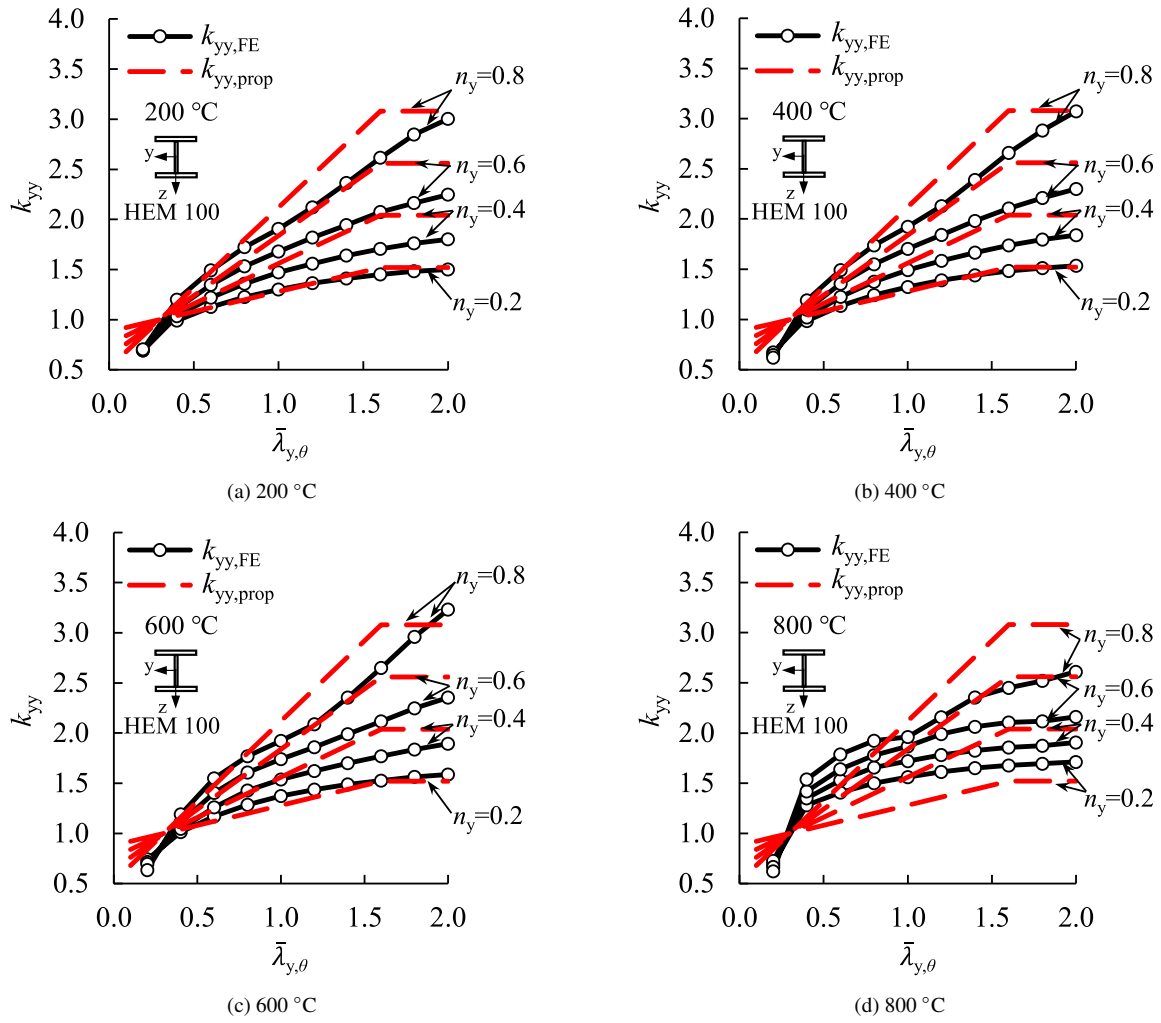 4.0
3.5
3.0
2.5
2.0
1.5
1.0
0.5
k_yy
k_yy,FE
k_yy,prop
200 °C
y
z
HEM 100
n_y=0.8
n_y=0.6
n_y=0.4
n_y=0.2
0.0 0.5 1.0 1.5 2.0
λ̄_y,θ
(a) 200 °C
4.0
3.5
3.0
2.5
2.0
1.5
1.0
0.5
k_yy
k_yy,FE
k_yy,prop
400 °C
y
z
HEM 100
n_y=0.8
n_y=0.6
n_y=0.4
n_y=0.2
0.0 0.5 1.0 1.5 2.0
λ̄_y,θ
(b) 400 °C
4.0
3.5
3.0
2.5
2.0
1.5
1.0
0.5
k_yy
k_yy,FE
k_yy,prop
600 °C
y
z
HEM 100
n_y=0.8
n_y=0.6
n_y=0.4
n_y=0.2
0.0 0.5 1.0 1.5 2.0
λ̄_y,θ
(c) 600 °C
4.0
3.5
3.0
2.5
2.0
1.5
1.0
0.5
k_yy
k_yy,FE
k_yy,prop
800 °C
y
z
HEM 100
n_y=0.8
n_y=0.6
n_y=0.4
n_y=0.2
0.0 0.5 1.0 1.5 2.0
λ̄_y,θ
(d) 800 °C